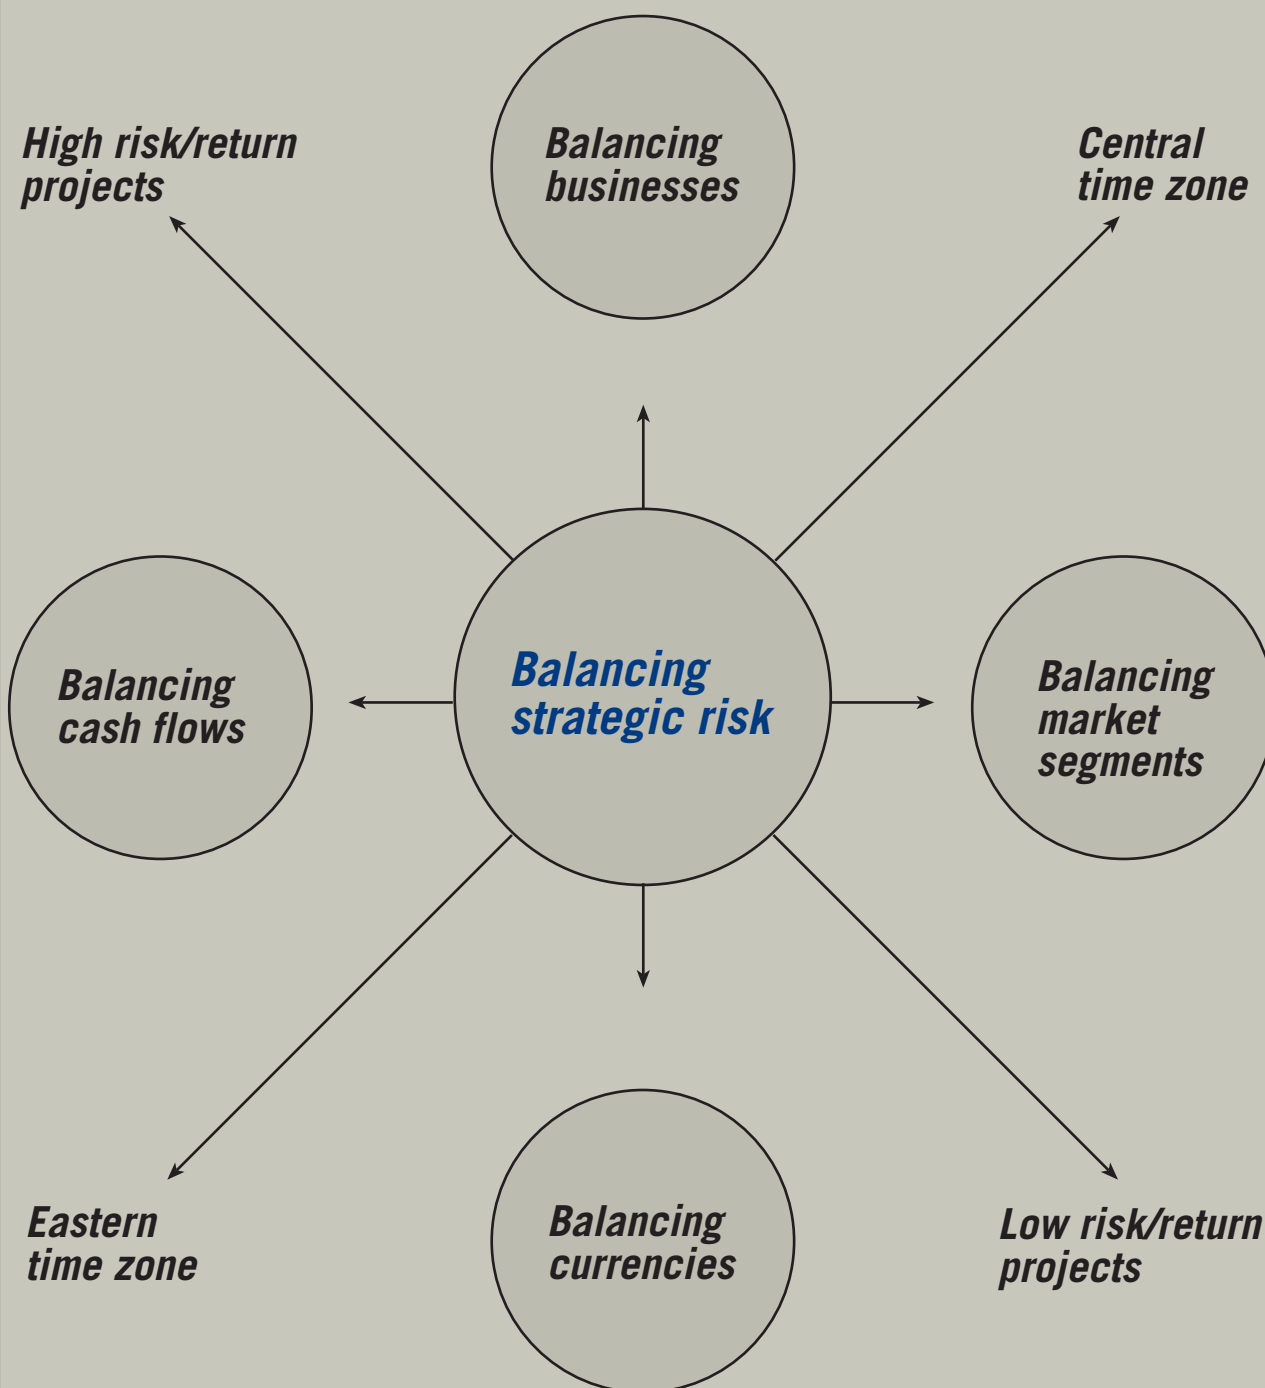 High risk/return
projects
Balancing
businesses
Central
time zone
Balancing
cash flows
Balancing
strategic risk
Balancing
market
segments
Eastern
time zone
Balancing
currencies
Low risk/return
projects